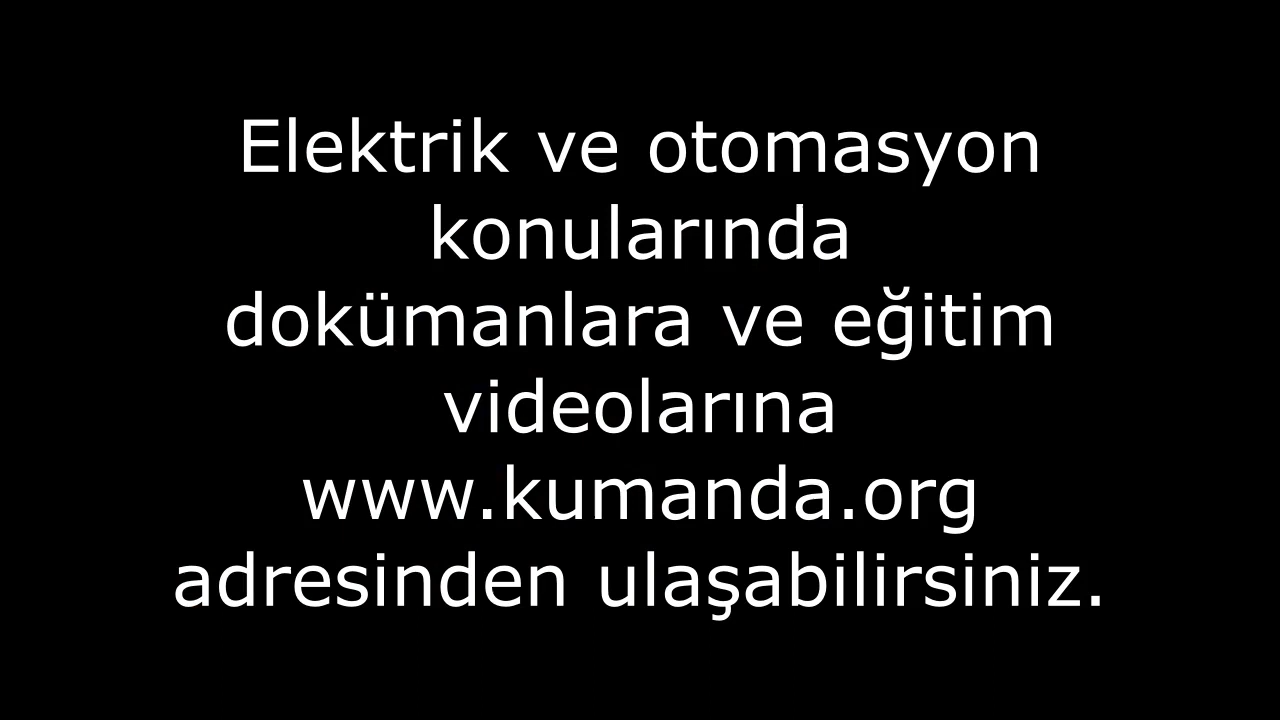 Elektrik ve otomasyon
konularında
dokümanlara ve eğitim
videolarına
www.kumanda.org
adresinden ulaşabilirsiniz.